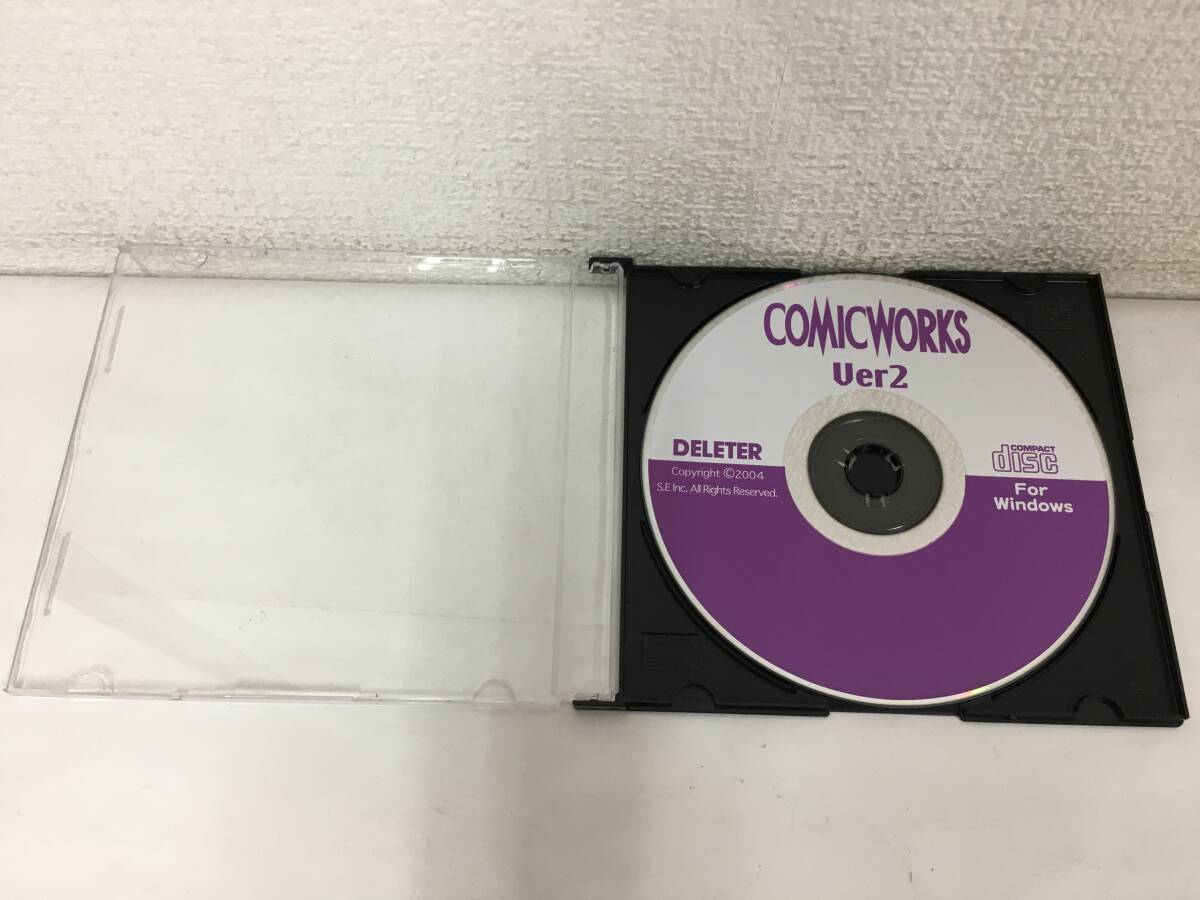 COMICWORKS
Ver2
DELETER
Copyright ©2004
S.E Inc. All Rights Reserved.
COMPACT
disc
For
Windows